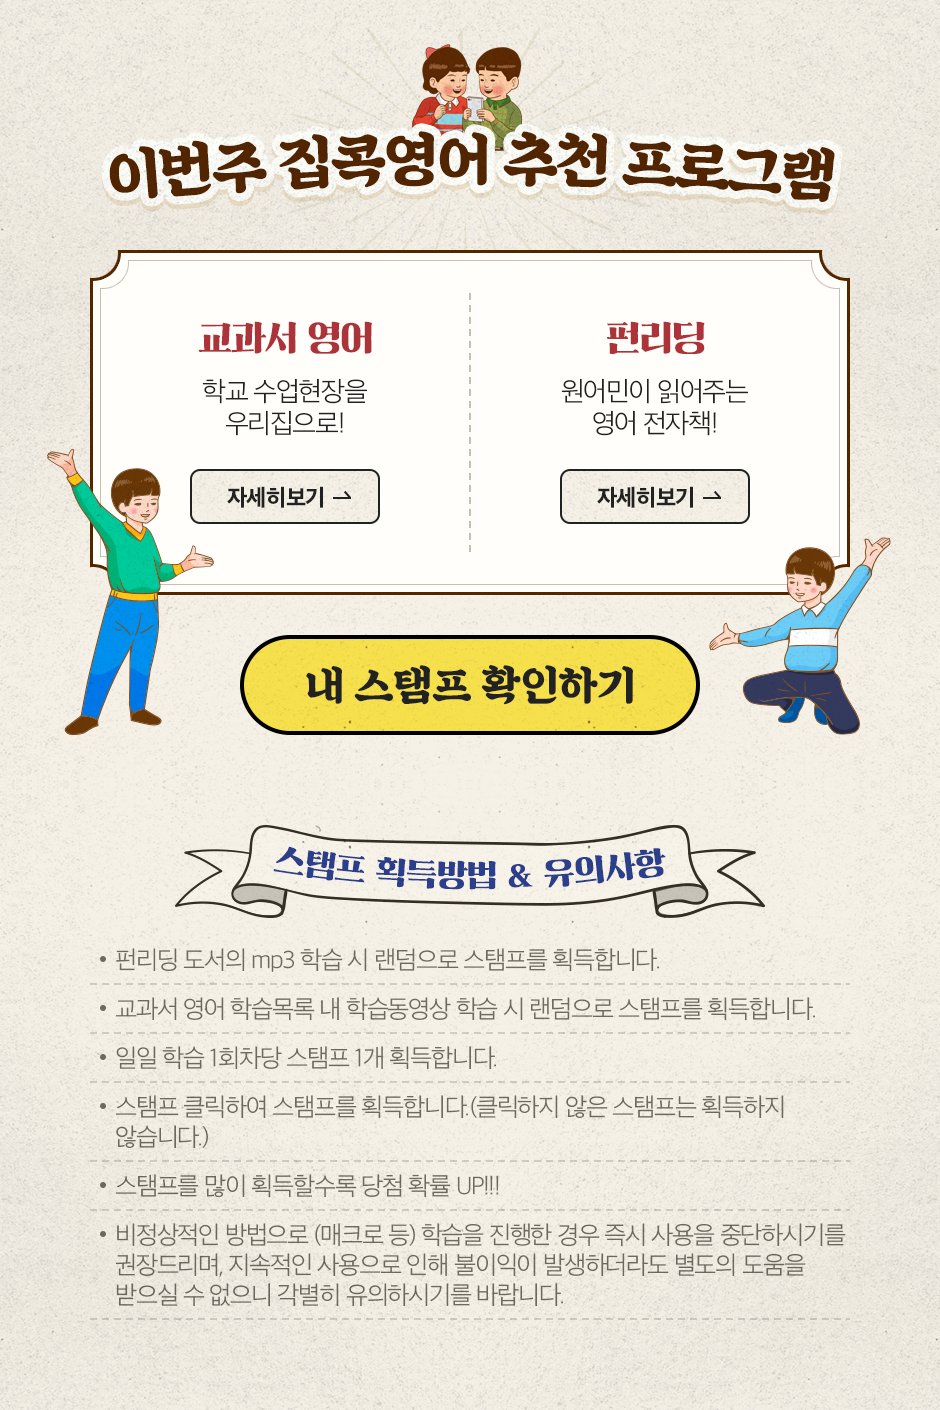 이번주 집콕영어 추천 프로그램
교과서 영어
학교 수업현장을
우리집으로!
자세히보기 →
펀리딩
원어민이 읽어주는
영어 전자책!
자세히보기 →
내 스탬프 확인하기
스탬프 획득방법 & 유의사항
• 펀리딩 도서의 mp3 학습 시 랜덤으로 스탬프를 획득합니다.
• 교과서 영어 학습목록 내 학습동영상 학습 시 랜덤으로 스탬프를 획득합니다.
• 일일 학습 1회차당 스탬프 1개 획득합니다.
• 스탬프 클릭하여 스탬프를 획득합니다.(클릭하지 않은 스탬프는 획득하지
않습니다.)
• 스탬프를 많이 획득할수록 당첨 확률 UP!!!
• 비정상적인 방법으로 (매크로 등) 학습을 진행한 경우 즉시 사용을 중단하시기를
권장드리며, 지속적인 사용으로 인해 불이익이 발생하더라도 별도의 도움을
받으실 수 없으니 각별히 유의하시기를 바랍니다.